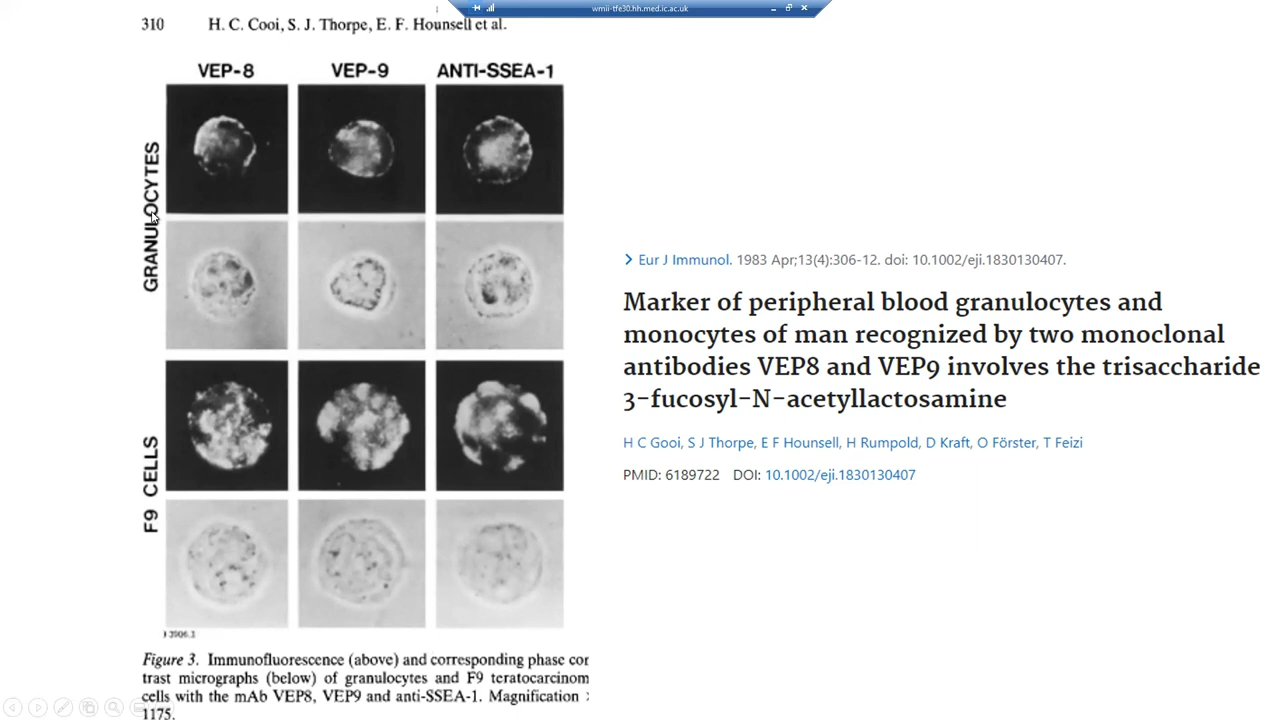 wmii-tfe30.hh.med.ic.ac.uk
310 H. C. Cooi, S. J. Thorpe, E. F. Hounsell et al.
VEP-8 VEP-9 ANTI-SSEA-1
GRANULOCYTES
F9 CELLS
3906.3
Figure 3. Immunofluorescence (above) and corresponding phase con
trast micrographs (below) of granulocytes and F9 teratocarcinom
cells with the mAb VEP8, VEP9 and anti-SSEA-1. Magnification
1175.
Eur J Immunol. 1983 Apr;13(4):306-12. doi: 10.1002/eji.1830130407.
Marker of peripheral blood granulocytes and
monocytes of man recognized by two monoclonal
antibodies VEP8 and VEP9 involves the trisaccharide
3-fucosyl-N-acetyllactosamine
H C Gooi, S J Thorpe, E F Hounsell, H Rumpold, D Kraft, O Förster, T Feizi
PMID: 6189722 DOI: 10.1002/eji.1830130407